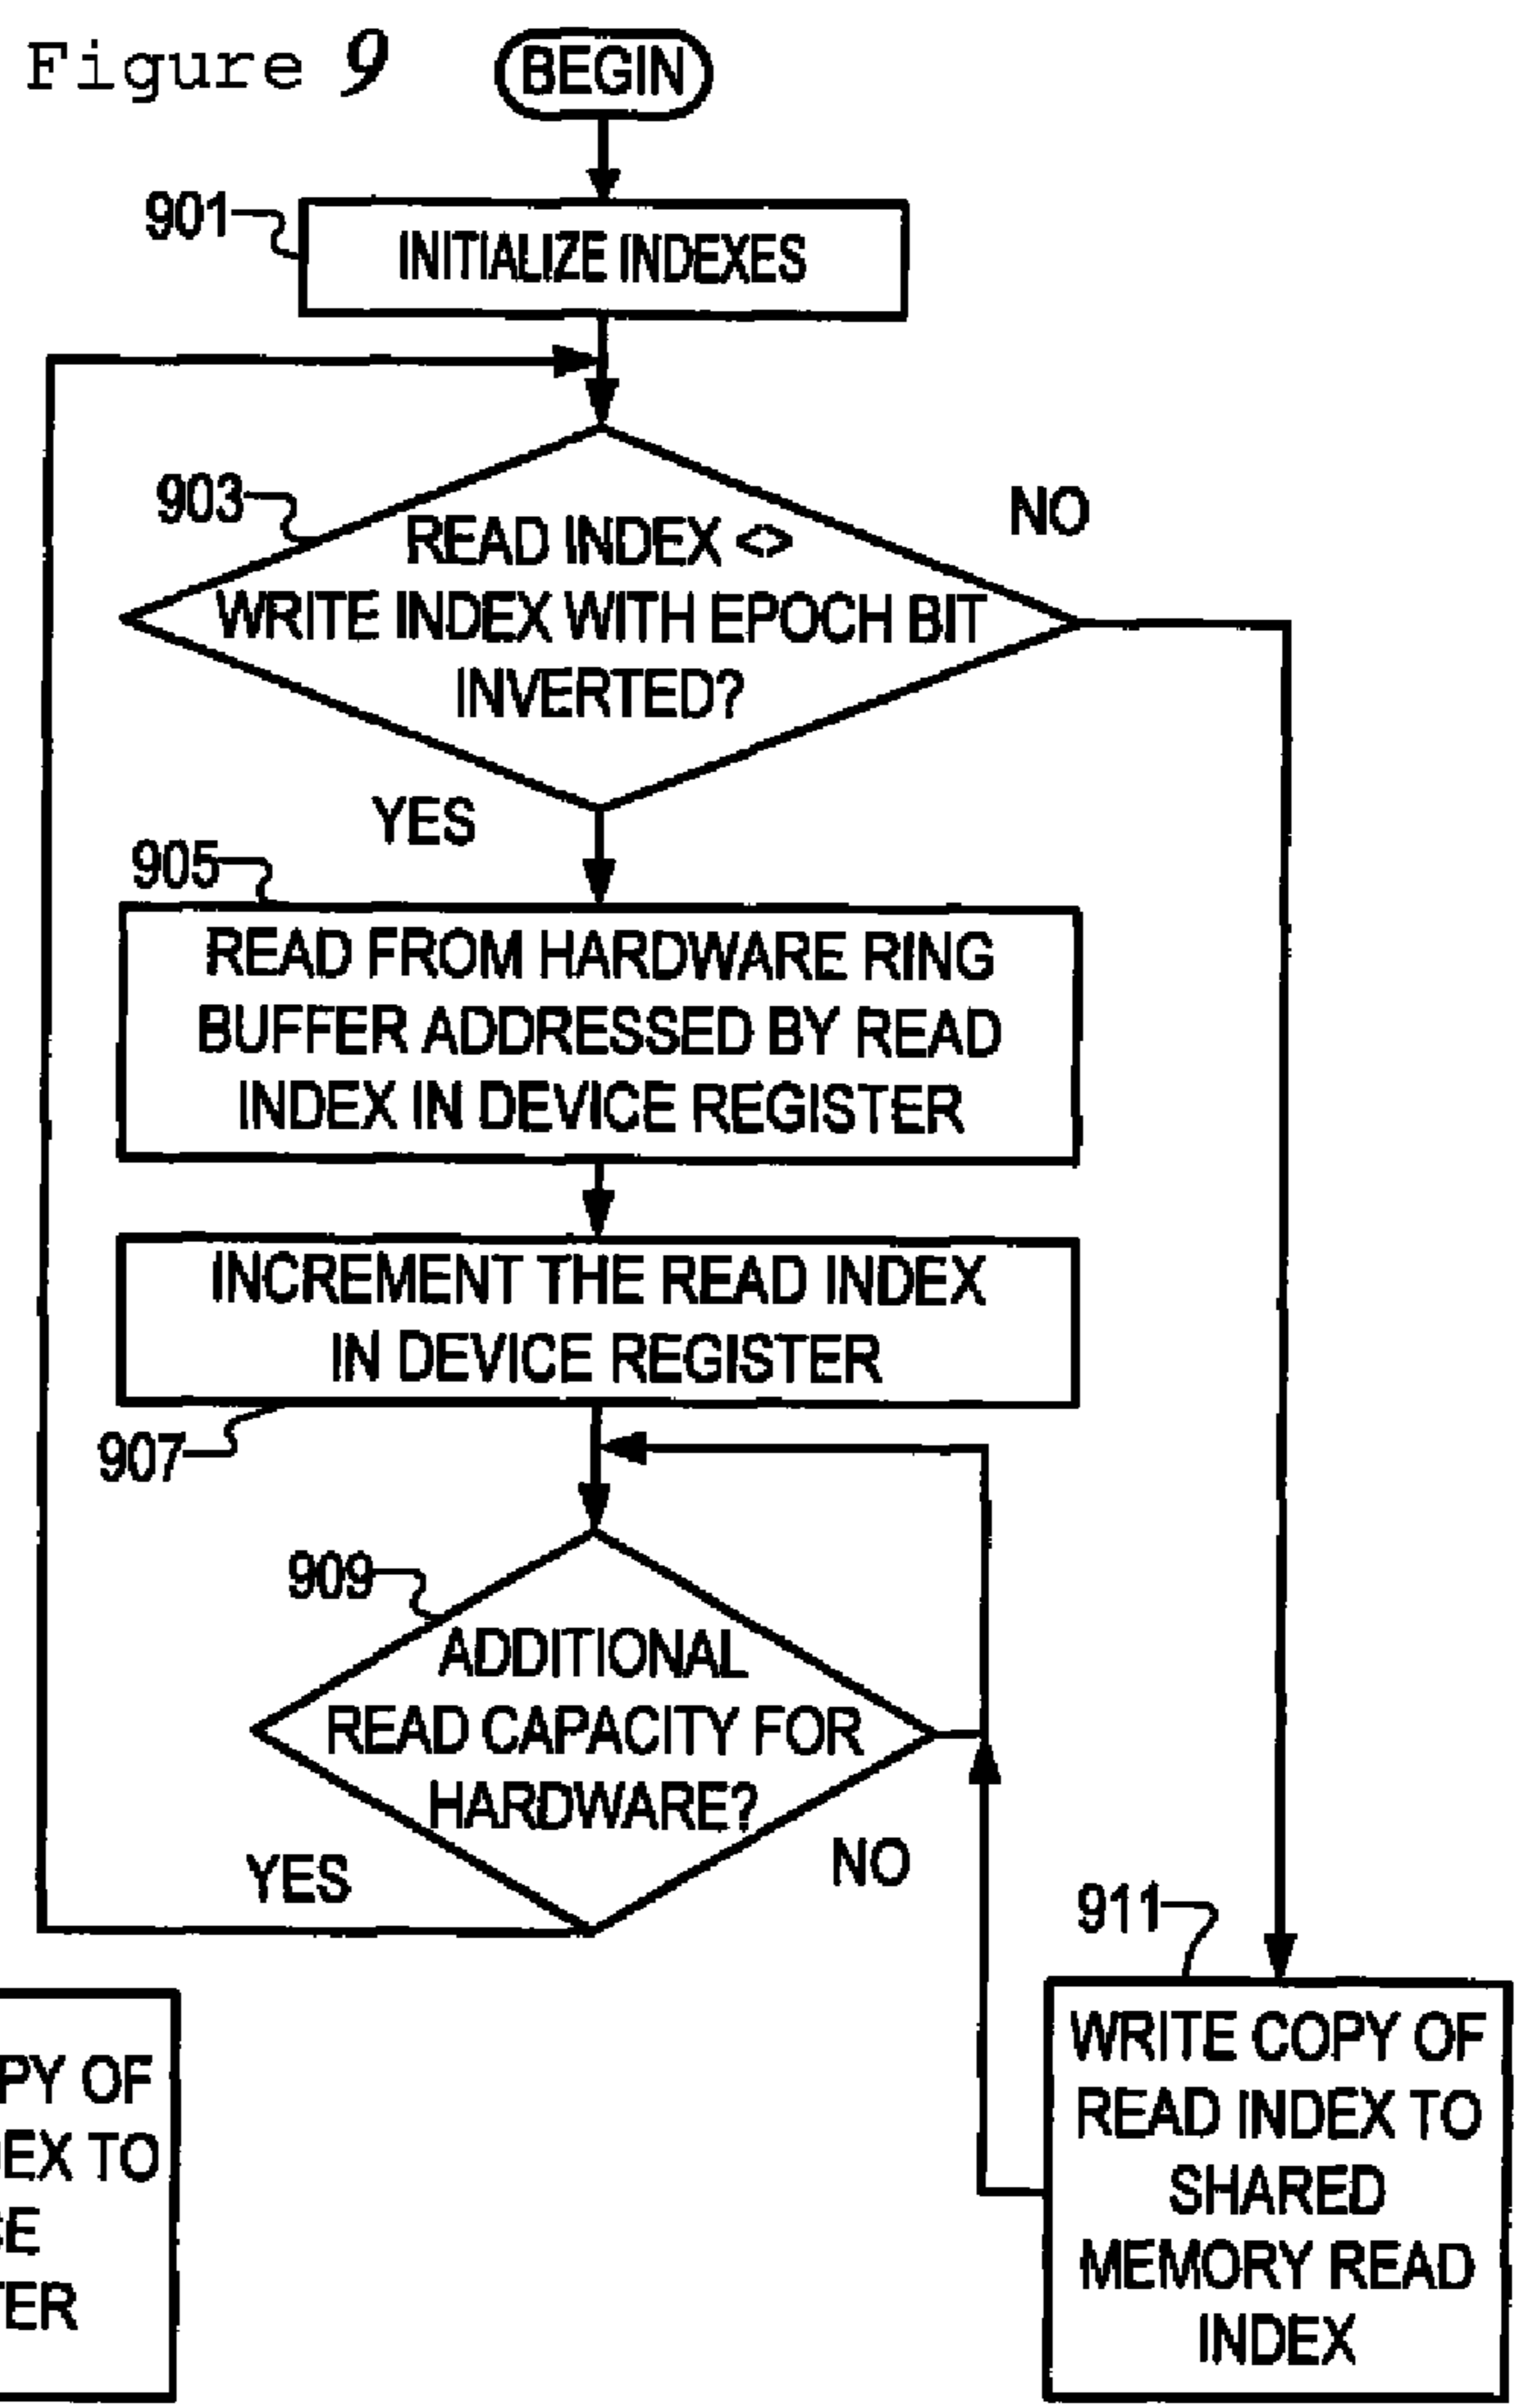 Figure 9
BEGIN
901
INITIALIZE INDEXES
903
READ INDEX <>
WRITE INDEX WITH EPOCH BIT
INVERTED?
NO
YES
905
READ FROM HARDWARE RING
BUFFER ADDRESSED BY READ
INDEX IN DEVICE REGISTER
INCREMENT THE READ INDEX
IN DEVICE REGISTER
907
909
ADDITIONAL
READ CAPACITY FOR
HARDWARE?
YES
NO
911
WRITE COPY OF
READ INDEX TO
SHARED
MEMORY READ
INDEX
OF
TO